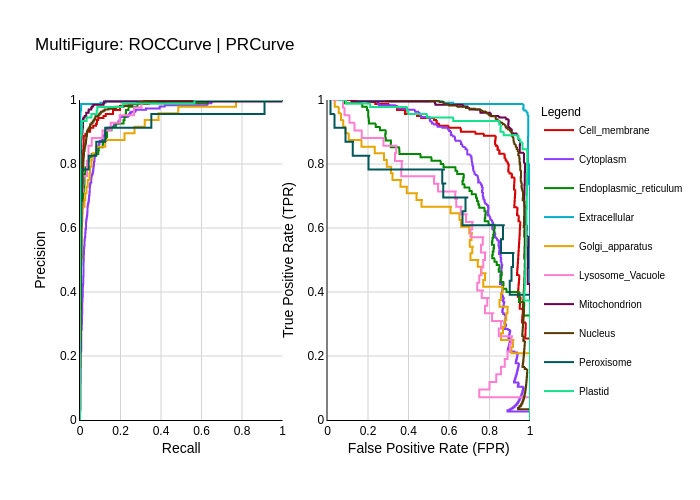 MultiFigure: ROCCurve | PRCurve
Precision
1
0.8
0.6
0.4
0.2
0
0 0.2 0.4 0.6 0.8 1
Recall
True Positive Rate (TPR)
1
0.8
0.6
0.4
0.2
0
0 0.2 0.4 0.6 0.8 1
False Positive Rate (FPR)
Legend
Cell_membrane
Cytoplasm
Endoplasmic_reticulum
Extracellular
Golgi_apparatus
Lysosome_Vacuole
Mitochondrion
Nucleus
Peroxisome
Plastid